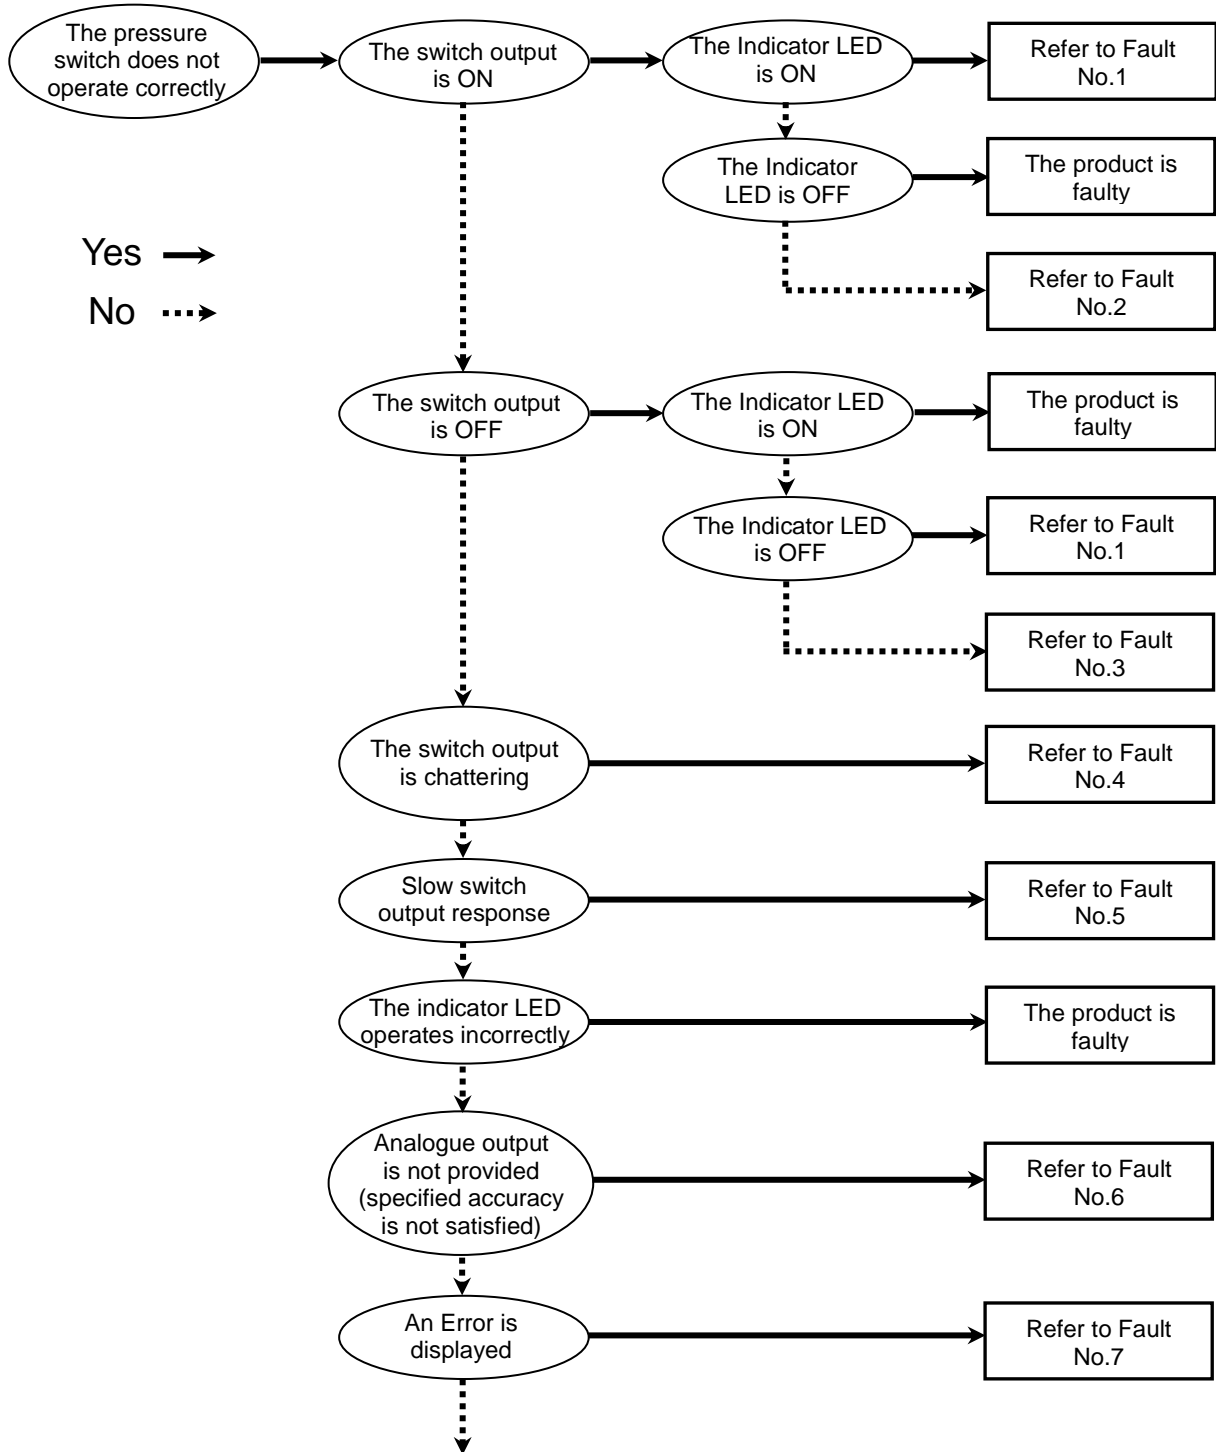 The pressure
switch does not
operate correctly
The switch output
is ON
The Indicator LED
is ON
Refer to Fault
No.1
The Indicator
LED is OFF
The product is
faulty
Yes
No
Refer to Fault
No.2
The switch output
is OFF
The Indicator LED
is ON
The product is
faulty
The Indicator LED
is OFF
Refer to Fault
No.1
Refer to Fault
No.3
The switch output
is chattering
Refer to Fault
No.4
Slow switch
output response
Refer to Fault
No.5
The indicator LED
operates incorrectly
The product is
faulty
Analogue output
is not provided
(specified accuracy
is not satisfied)
Refer to Fault
No.6
An Error is
displayed
Refer to Fault
No.7